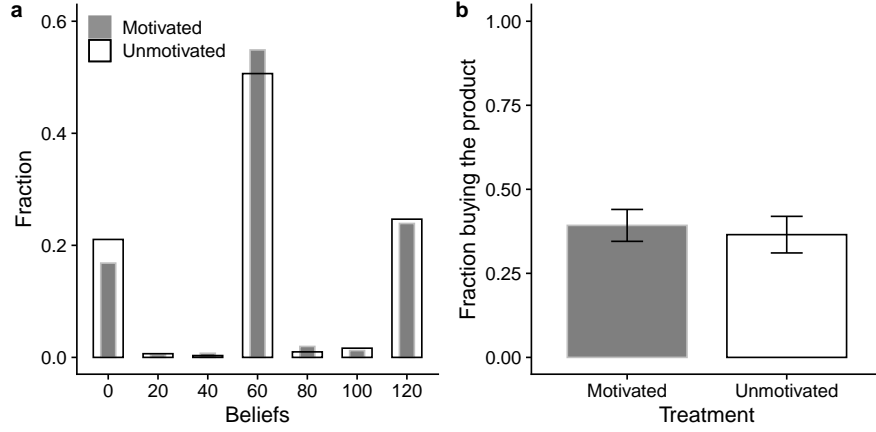 a
Motivated
Unmotivated
Fraction
0.6
0.4
0.2
0.0
0 20 40 60 80 100 120
Beliefs
b
Fraction buying the product
1.00
0.75
0.50
0.25
0.00
Motivated Unmotivated
Treatment